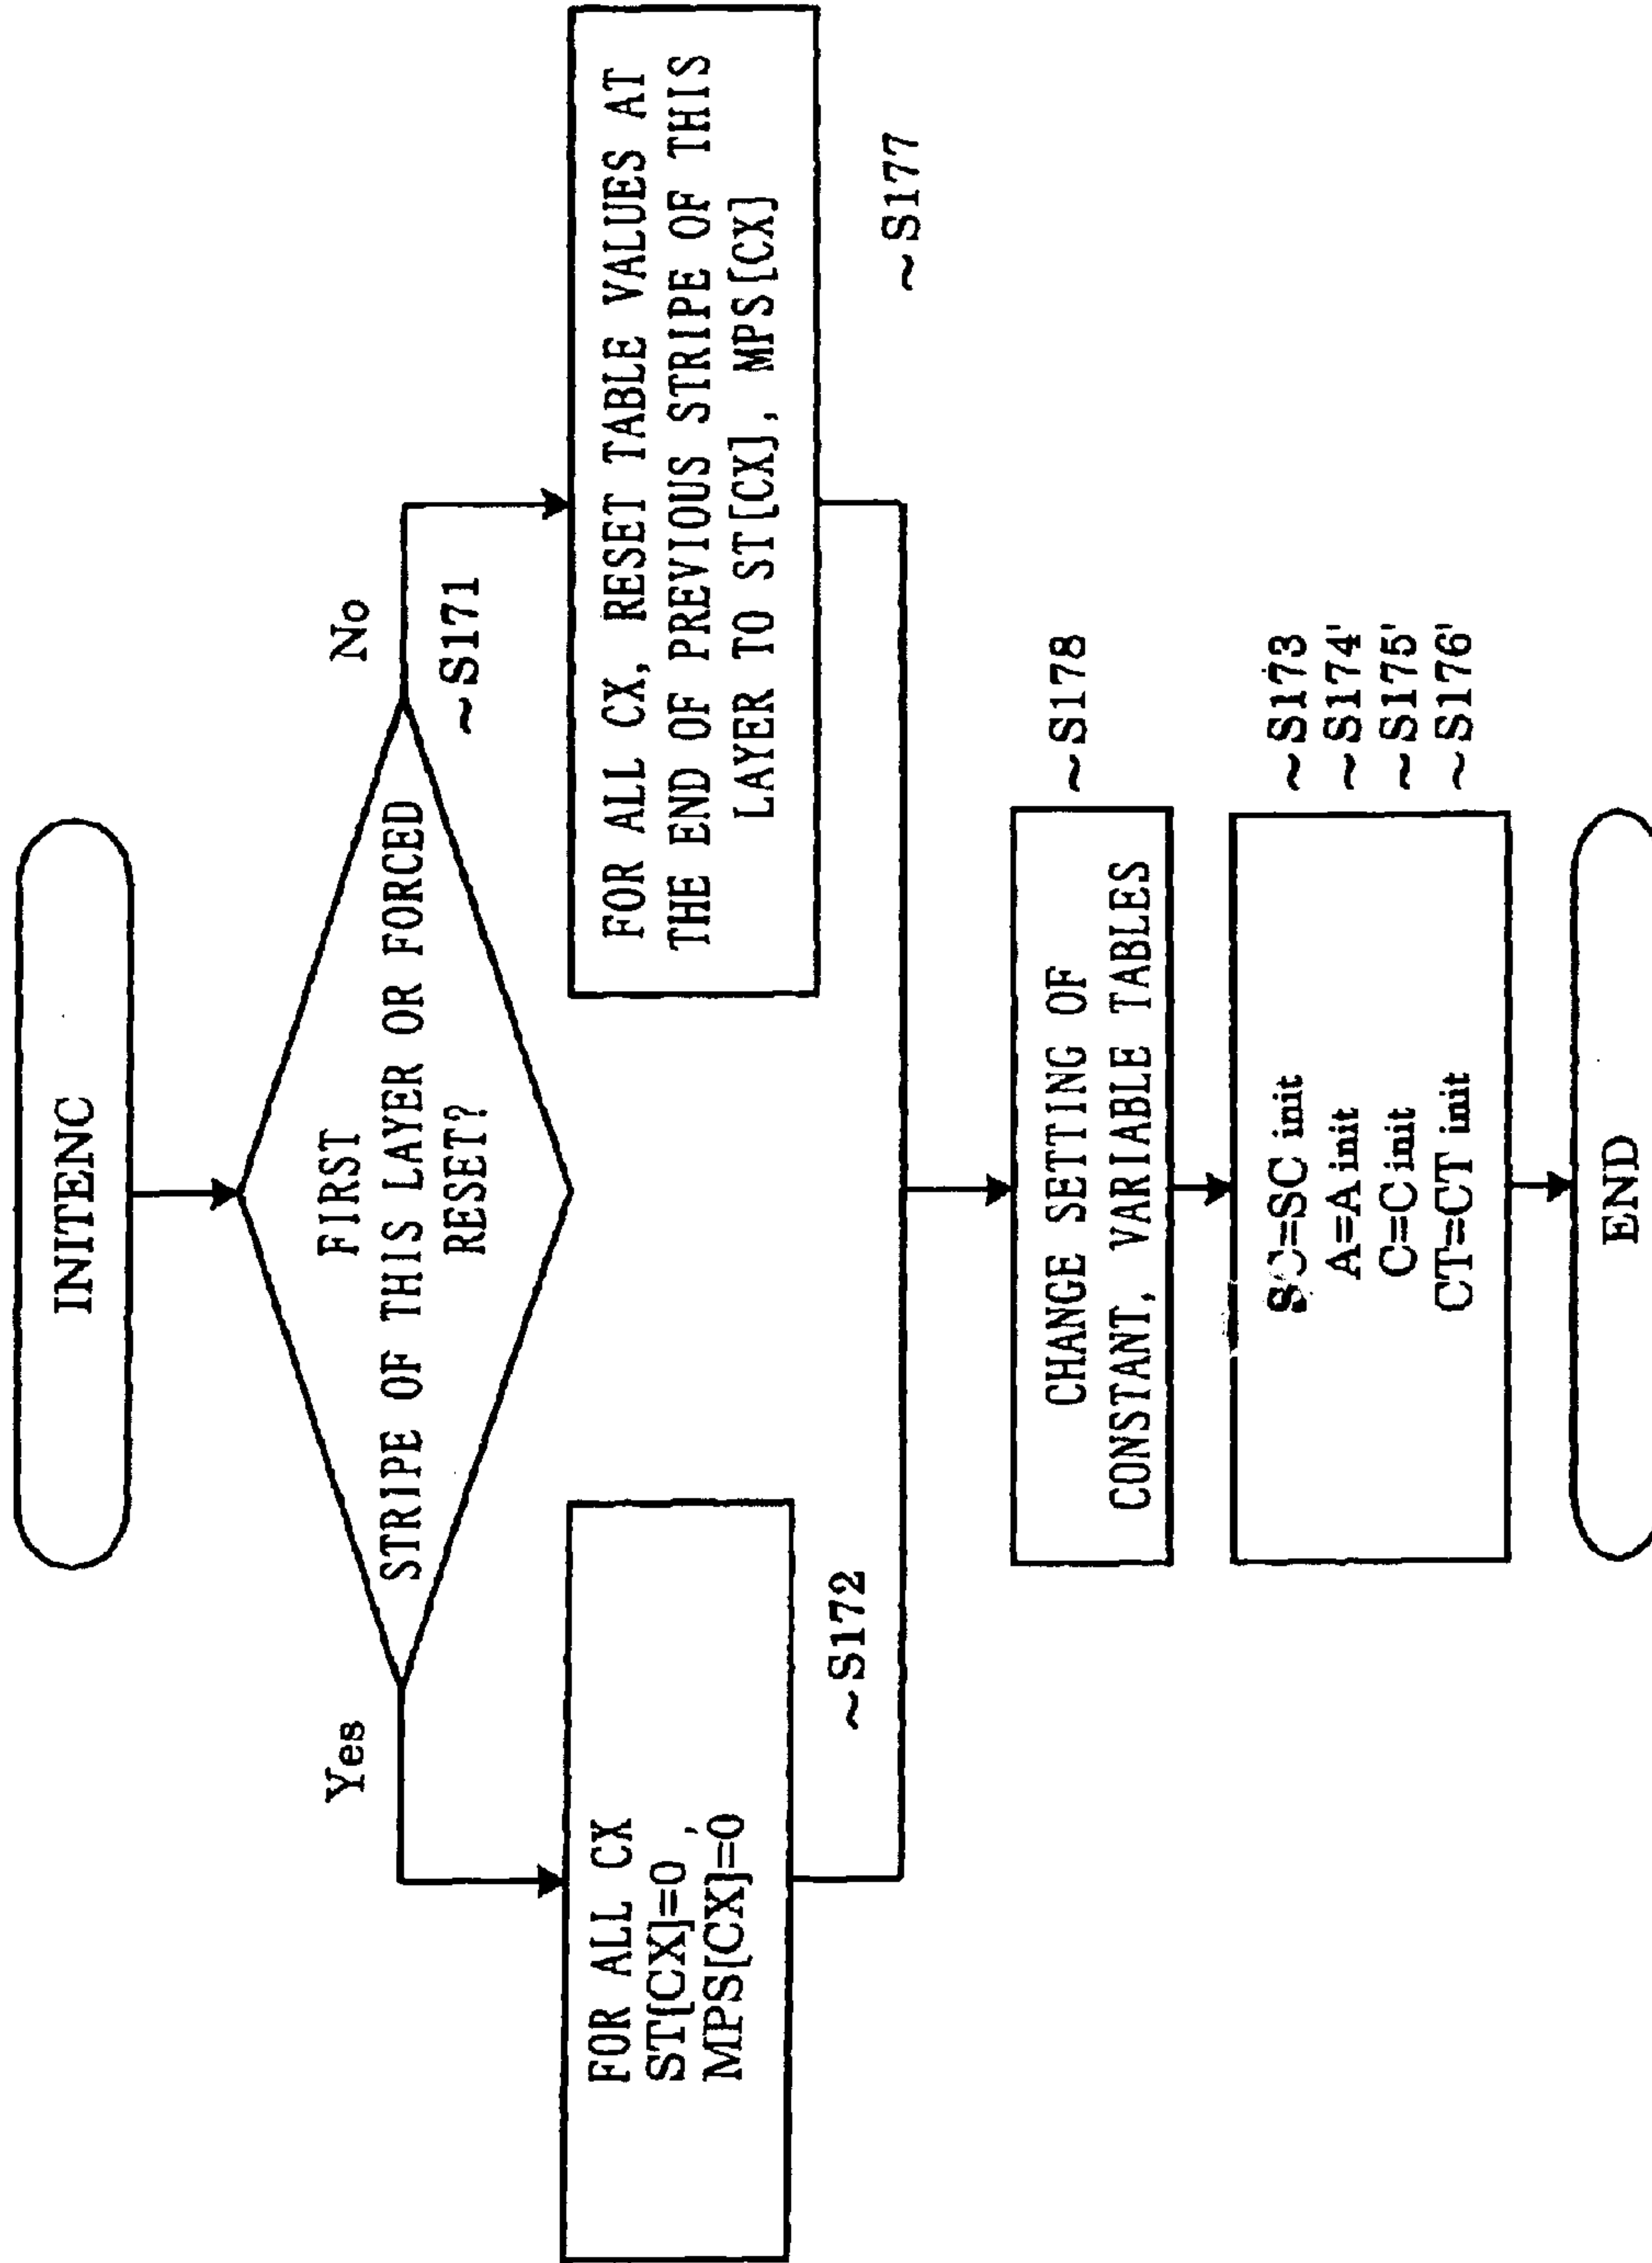 INITENC
FIRST
STRIPE OF THIS LAYER OR FORCED
RESET?
~S171
Yes
No
FOR ALL CX
ST[CX]=0 ,
MPS[CX]=0
~S172
FOR ALL CX, RESET TABLE VALUES AT
THE END OF PREVIOUS STRIPE OF THIS
LAYER TO ST[CX], MPS[CX]
~S177
CHANGE SETTING OF
CONSTANT, VARIABLE TABLES
~S178
SC=SC init ~S173
A=A init ~S174'
C=C init ~S175'
CT=CT init ~S176'
END